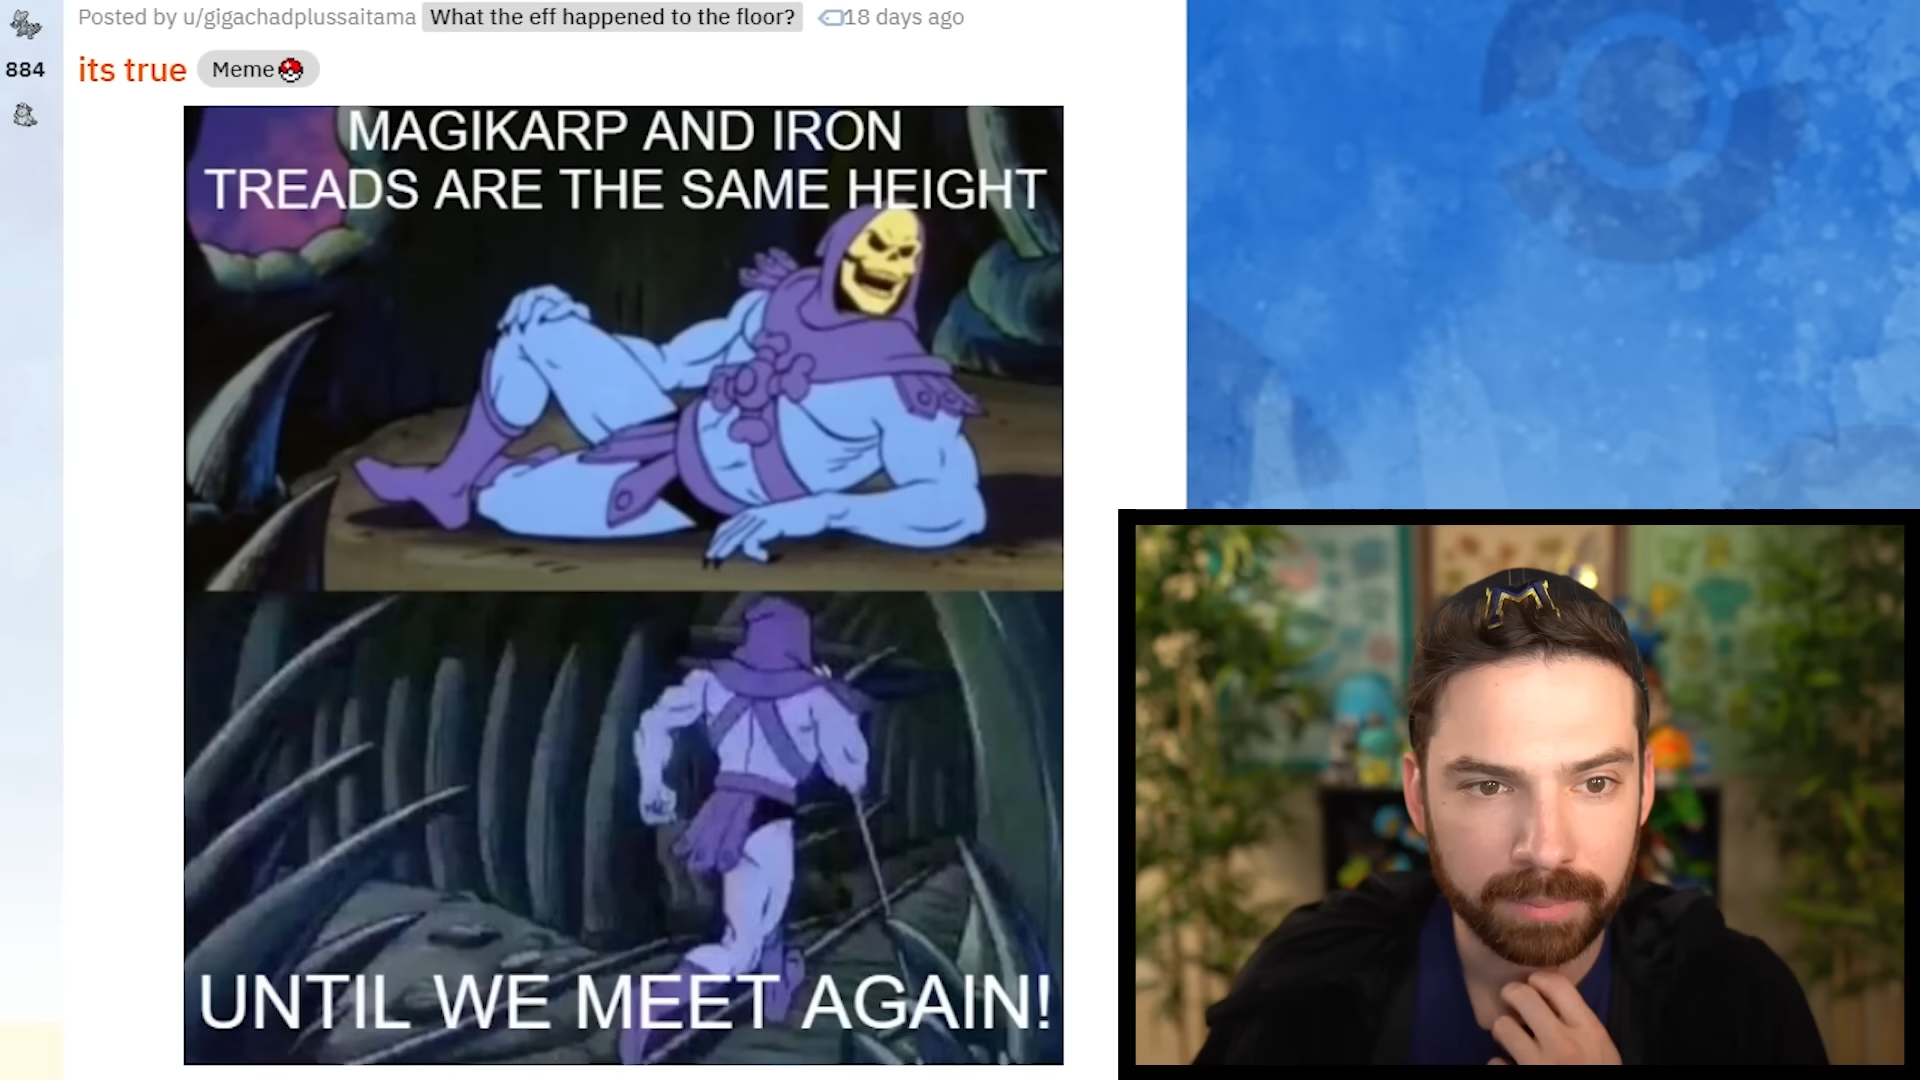 Posted by u/gigachadplussaitama What the eff happened to the floor? 18 days ago
884
its true Meme
MAGIKARP AND IRON
TREADS ARE THE SAME HEIGHT
M
UNTIL WE MEET AGAIN!